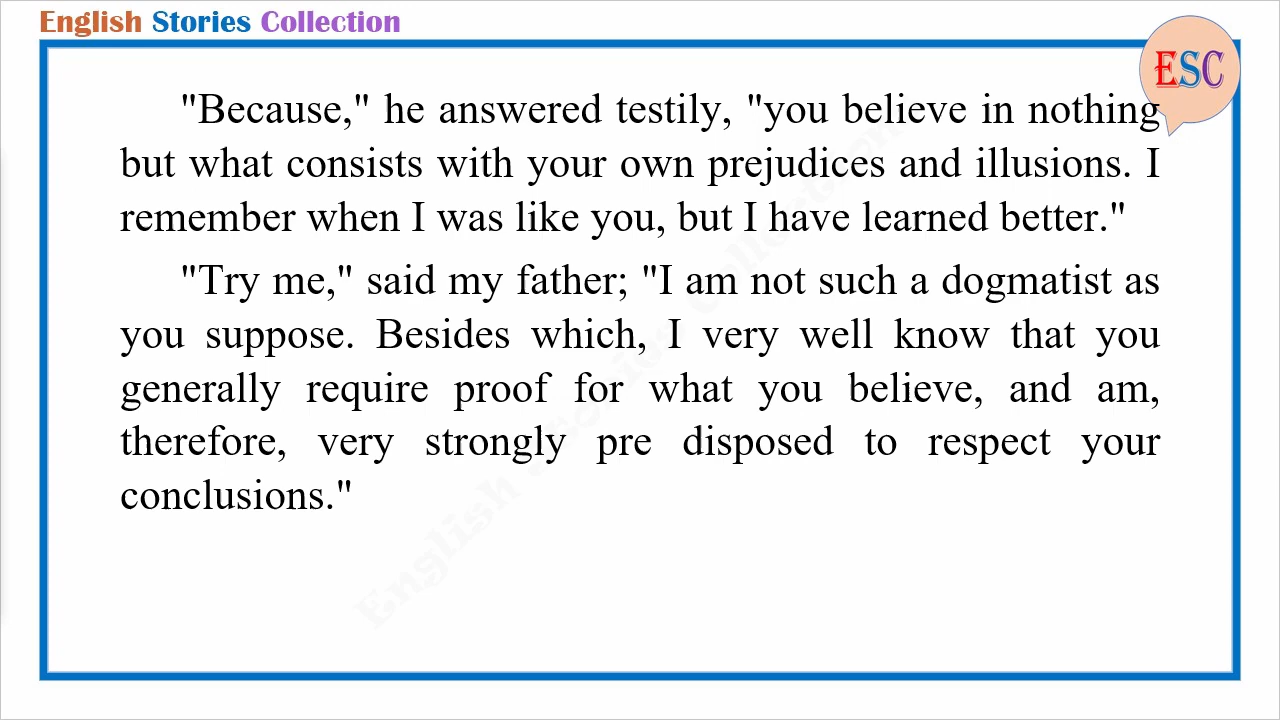 English Stories Collection
ESC
"Because," he answered testily, "you believe in nothing
but what consists with your own prejudices and illusions. I
remember when I was like you, but I have learned better."
"Try me," said my father; "I am not such a dogmatist as
you suppose. Besides which, I very well know that you
generally require proof for what you believe, and am,
therefore, very strongly pre disposed to respect your
conclusions."
English Stories Collection